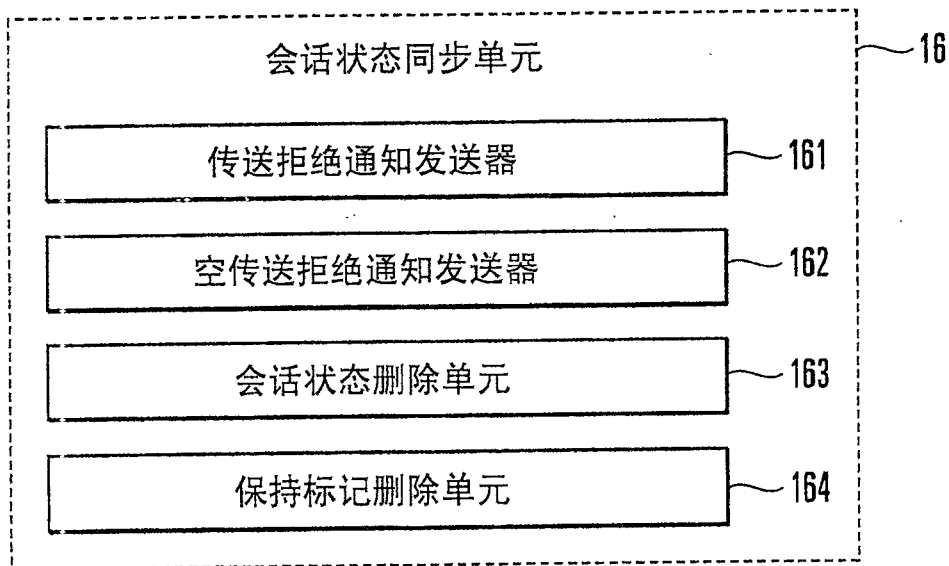 会话状态同步单元
16
传送拒绝通知发送器
161
空传送拒绝通知发送器
162
会话状态删除单元
163
保持标记删除单元
164